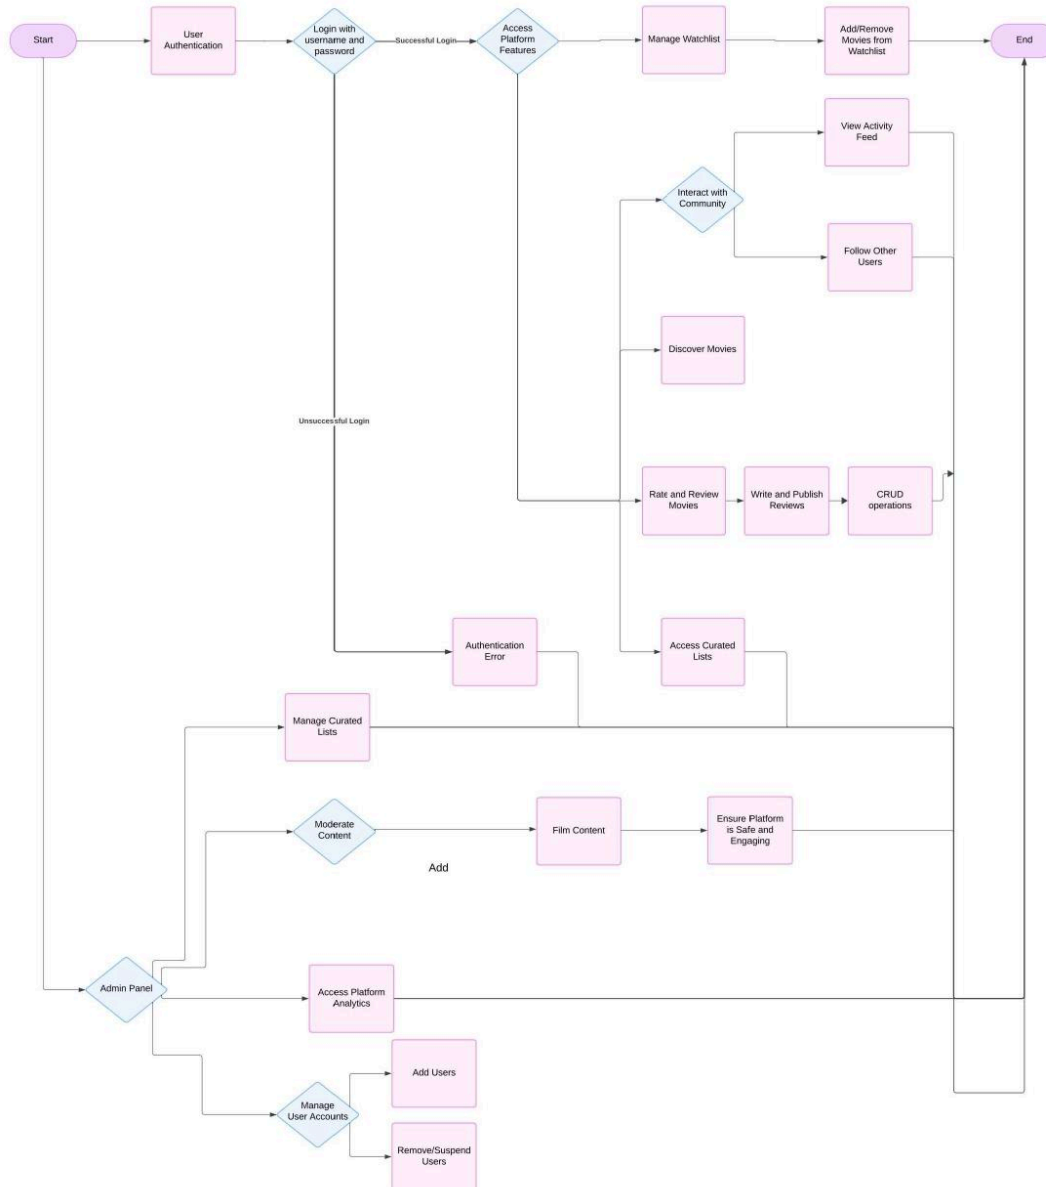 Start
User
Authentication
Login with
username and
password
Successful Login
Access
Platform
Features
Manage Watchlist
Add/Remove
Movies from
Watchlist
End
View Activity
Feed
Interact with
Community
Follow Other
Users
Discover Movies
Unsuccessful Login
Rate and Review
Movies
Write and Publish
Reviews
CRUD
operations
Authentication
Error
Access Curated
Lists
Manage Curated
Lists
Moderate
Content
Film Content
Ensure Platform
is Safe and
Engaging
Add
Admin Panel
Access Platform
Analytics
Add Users
Manage
User Accounts
Remove/Suspend
Users